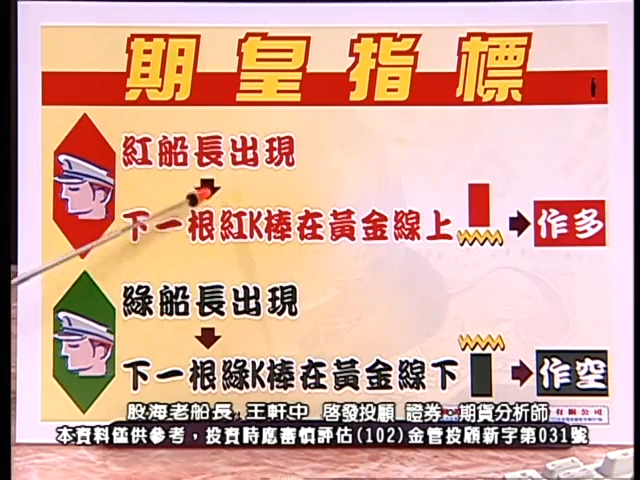 期皇指標
紅船長出現
下一根紅K棒在黃金線上
作多
綠船長出現
下一根綠K棒在黃金線下
作空
有限公司
股海老船長 王軒中 啓發投顧 證券、期貨分析師
本資料僅供參考,投資時應審慎評估(102)金管投顧新字第031號